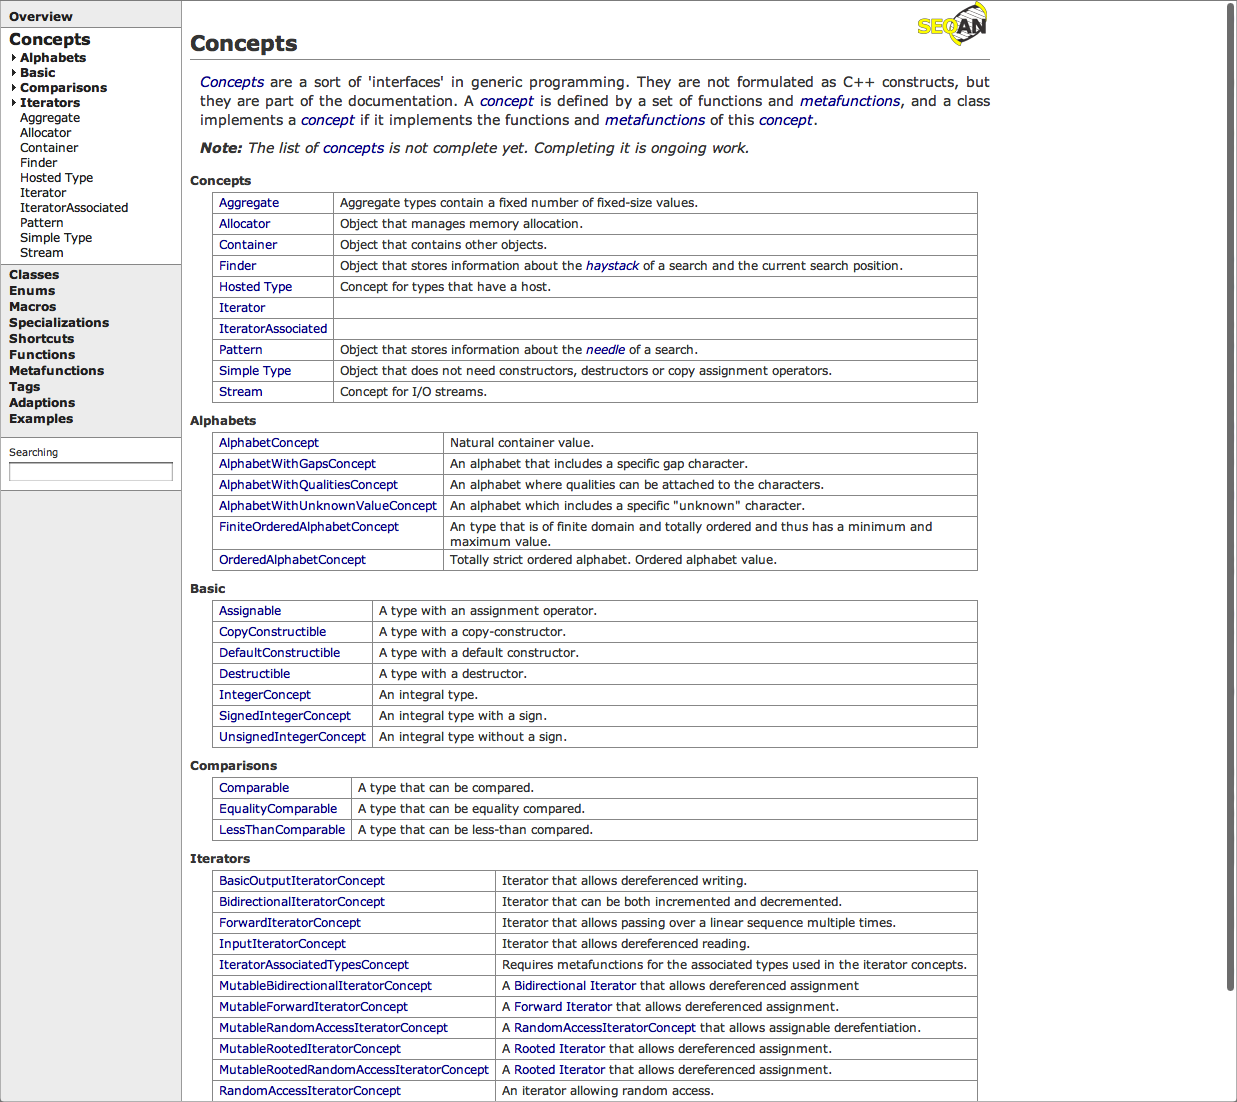 Overview
Concepts
Alphabets
Basic
Comparisons
Iterators
Aggregate
Allocator
Container
Finder
Hosted Type
Iterator
IteratorAssociated
Pattern
Simple Type
Stream
Classes
Enums
Macros
Specializations
Shortcuts
Functions
Metafunctions
Tags
Adaptions
Examples
Searching
SEQAN
Concepts
Concepts are a sort of 'interfaces' in generic programming. They are not formulated as C++ constructs, but
they are part of the documentation. A concept is defined by a set of functions and metafunctions, and a class
implements a concept if it implements the functions and metafunctions of this concept.
Note: The list of concepts is not complete yet. Completing it is ongoing work.
Concepts
Aggregate Aggregate types contain a fixed number of fixed-size values.
Allocator Object that manages memory allocation.
Container Object that contains other objects.
Finder Object that stores information about the haystack of a search and the current search position.
Hosted Type Concept for types that have a host.
Iterator
IteratorAssociated
Pattern Object that stores information about the needle of a search.
Simple Type Object that does not need constructors, destructors or copy assignment operators.
Stream Concept for I/O streams.
Alphabets
AlphabetConcept Natural container value.
AlphabetWithGapsConcept An alphabet that includes a specific gap character.
AlphabetWithQualitiesConcept An alphabet where qualities can be attached to the characters.
AlphabetWithUnknownValueConcept An alphabet which includes a specific "unknown" character.
FiniteOrderedAlphabetConcept An type that is of finite domain and totally ordered and thus has a minimum and
maximum value.
OrderedAlphabetConcept Totally strict ordered alphabet. Ordered alphabet value.
Basic
Assignable A type with an assignment operator.
CopyConstructible A type with a copy-constructor.
DefaultConstructible A type with a default constructor.
Destructible A type with a destructor.
IntegerConcept An integral type.
SignedIntegerConcept An integral type with a sign.
UnsignedIntegerConcept An integral type without a sign.
Comparisons
Comparable A type that can be compared.
EqualityComparable A type that can be equality compared.
LessThanComparable A type that can be less-than compared.
Iterators
BasicOutputIteratorConcept Iterator that allows dereferenced writing.
BidirectionalIteratorConcept Iterator that can be both incremented and decremented.
ForwardIteratorConcept Iterator that allows passing over a linear sequence multiple times.
InputIteratorConcept Iterator that allows dereferenced reading.
IteratorAssociatedTypesConcept Requires metafunctions for the associated types used in the iterator concepts.
MutableBidirectionalIteratorConcept A Bidirectional Iterator that allows dereferenced assignment
MutableForwardIteratorConcept A Forward Iterator that allows dereferenced assignment.
MutableRandomAccessIteratorConcept A RandomAccessIteratorConcept that allows assignable derefentiation.
MutableRootedIteratorConcept A Rooted Iterator that allows dereferenced assignment.
MutableRootedRandomAccessIteratorConcept A Rooted Iterator that allows dereferenced assignment.
RandomAccessIteratorConcept An iterator allowing random access.